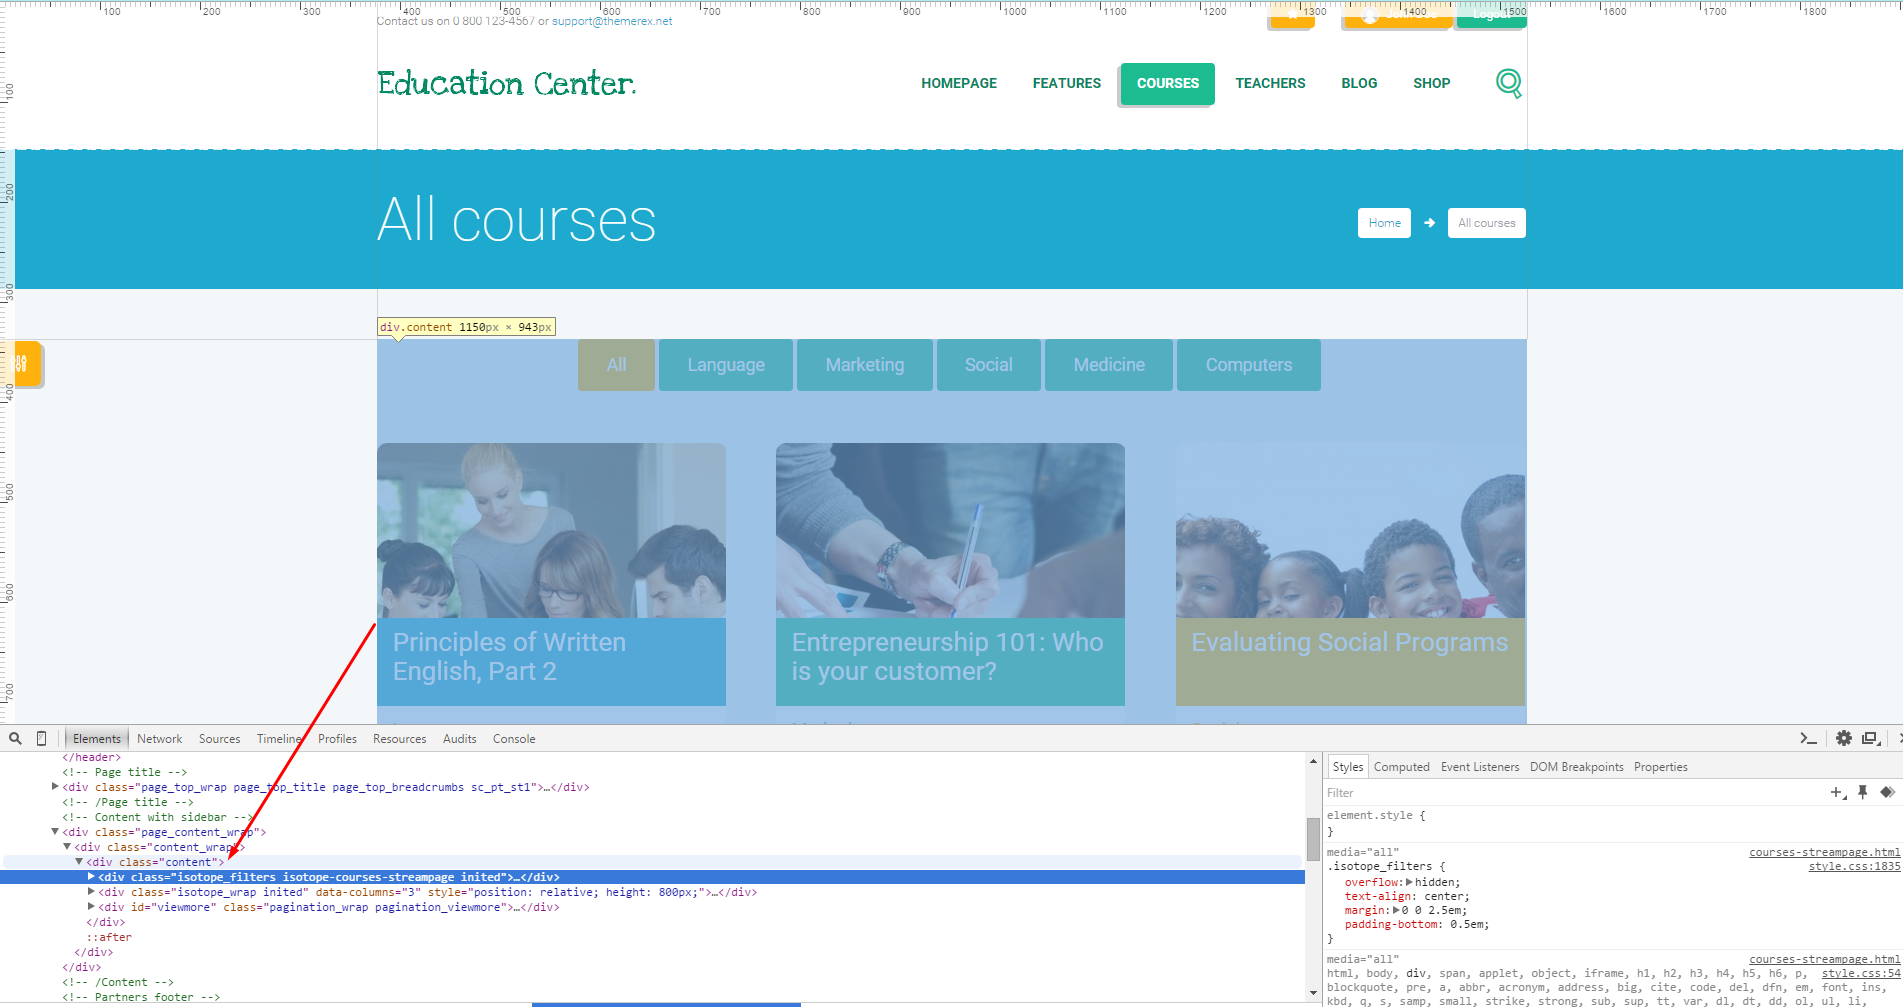 100 200 300 400 500 600 700 800 900 1000 1100 1200 1300 1400 1500 1600 1700 1800
Contact us on 0 800 123-4567 or support@themerex.net
Logout
Education Center.
HOMEPAGE FEATURES COURSES TEACHERS BLOG SHOP
100
200
300
400
500
600
700
All courses
Home All courses
div.content 1150px × 943px
All Language Marketing Social Medicine Computers
Principles of Written
English, Part 2
Entrepreneurship 101: Who
is your customer?
Evaluating Social Programs
Elements Network Sources Timeline Profiles Resources Audits Console
</header>
<!-- Page title -->
<div class="page_top_wrap page_top_title page_top_breadcrumbs sc_pt_st1">…</div>
<!-- /Page title -->
<!-- Content with sidebar -->
<div class="page_content_wrap">
<div class="content_wrap">
<div class="content">
<div class="isotope_filters isotope-courses-streampage inited">…</div>
<div class="isotope_wrap inited" data-columns="3" style="position: relative; height: 800px;">…</div>
<div id="viewmore" class="pagination_wrap pagination_viewmore">…</div>
</div>
::after
</div>
</div>
<!-- /Content -->
<!-- Partners footer -->
Styles Computed Event Listeners DOM Breakpoints Properties
Filter
element.style {
}
media="all" courses-streampage.html
.isotope_filters { style.css:1835
overflow: hidden;
text-align: center;
margin: 0 0 2.5em;
padding-bottom: 0.5em;
}
media="all" courses-streampage.html
html, body, div, span, applet, object, iframe, h1, h2, h3, h4, h5, h6, p, style.css:54
blockquote, pre, a, abbr, acronym, address, big, cite, code, del, dfn, em, font, ins,
kbd, q, s, samp, small, strike, strong, sub, sup, tt, var, dl, dt, dd, ol, ul, li,